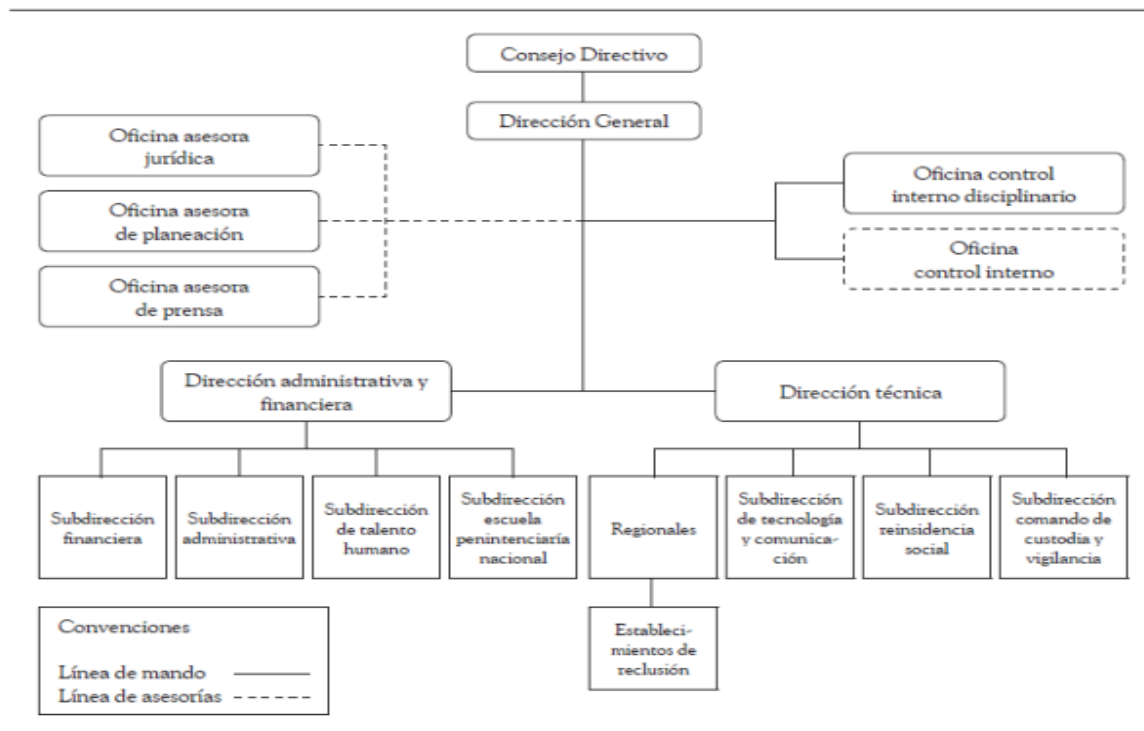 Consejo Directivo
Dirección General
Oficina asesora
jurídica
Oficina asesora
de planeación
Oficina asesora
de prensa
Oficina control
interno disciplinario
Oficina
control interno
Dirección administrativa y
financiera
Dirección técnica
Subdirección
financiera
Subdirección
administrativa
Subdirección
de talento
humano
Subdirección
escuela
penintenciaría
nacional
Regionales
Subdirección
de tecnología
y comunica-
ción
Subdirección
reinsidencia
social
Subdirección
comando de
custodia y
vigilancia
Estableci-
mientos de
reclusión
Convenciones
Línea de mando
Línea de asesorías